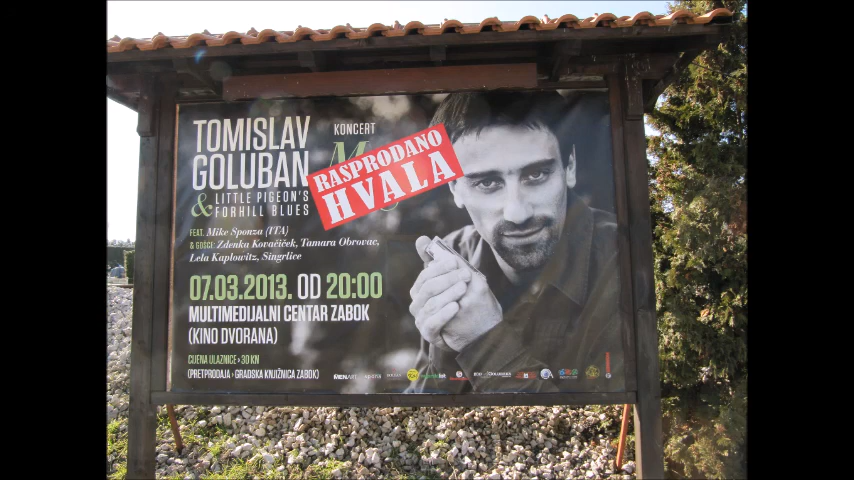 TOMISLAV
GOLUBAN
& LITTLE PIGEON'S
FORHILL BLUES
KONCERT
RASPRODANO
HVALA
FEAT. Mike Sponza (ITA)
& GOSCI: Zdenka Kovačiček, Tamara Obrovac,
Lela Kaplowitz, Singrlice
07.03.2013. OD 20:00
MULTIMEDIJALNI CENTAR ZABOK
(KINO DVORANA)
CIJENA ULAZNICE > 30 KN
(PRETPRODAJA > GRADSKA KNJIŽNICA ZABOK)
MENART